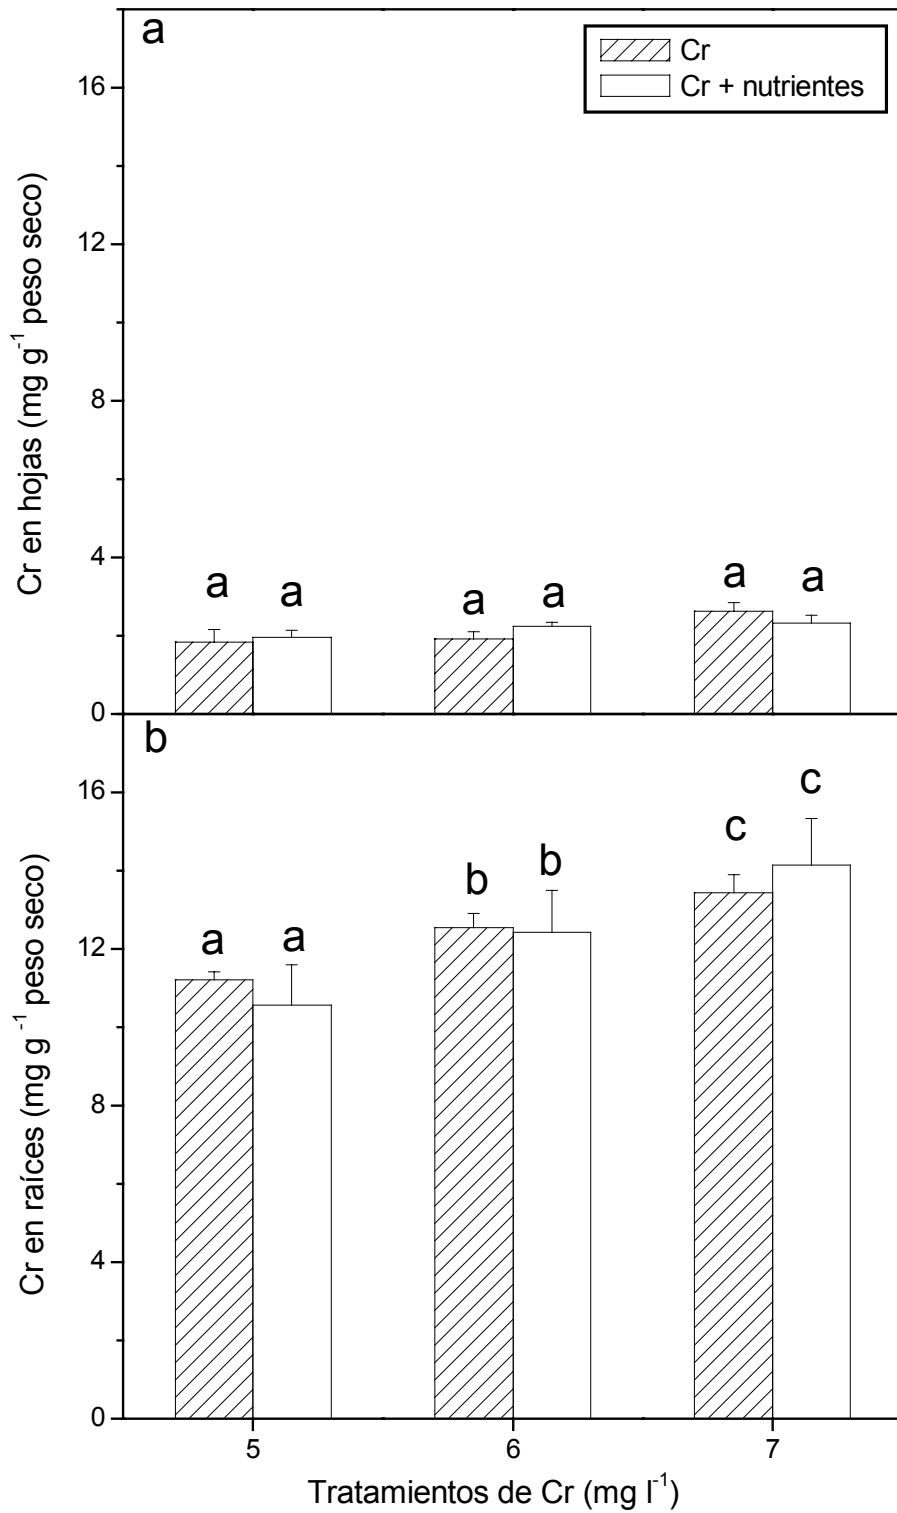 a
Cr
Cr + nutrientes
Cr en hojas (mg g⁻¹ peso seco)
16
12
8
4
0
a a a a a a
b
Cr en raíces (mg g⁻¹ peso seco)
16
12
8
4
0
a a b b c c
5 6 7
Tratamientos de Cr (mg l⁻¹)